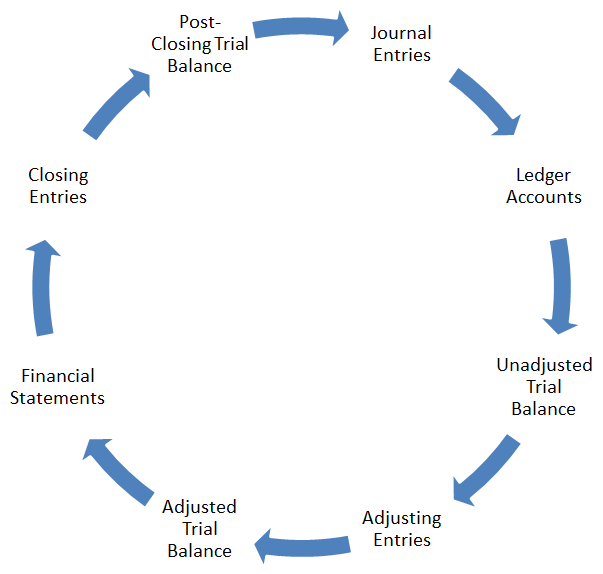 Post-
Closing Trial
Balance
Journal
Entries
Ledger
Accounts
Unadjusted
Trial
Balance
Adjusting
Entries
Adjusted
Trial
Balance
Financial
Statements
Closing
Entries